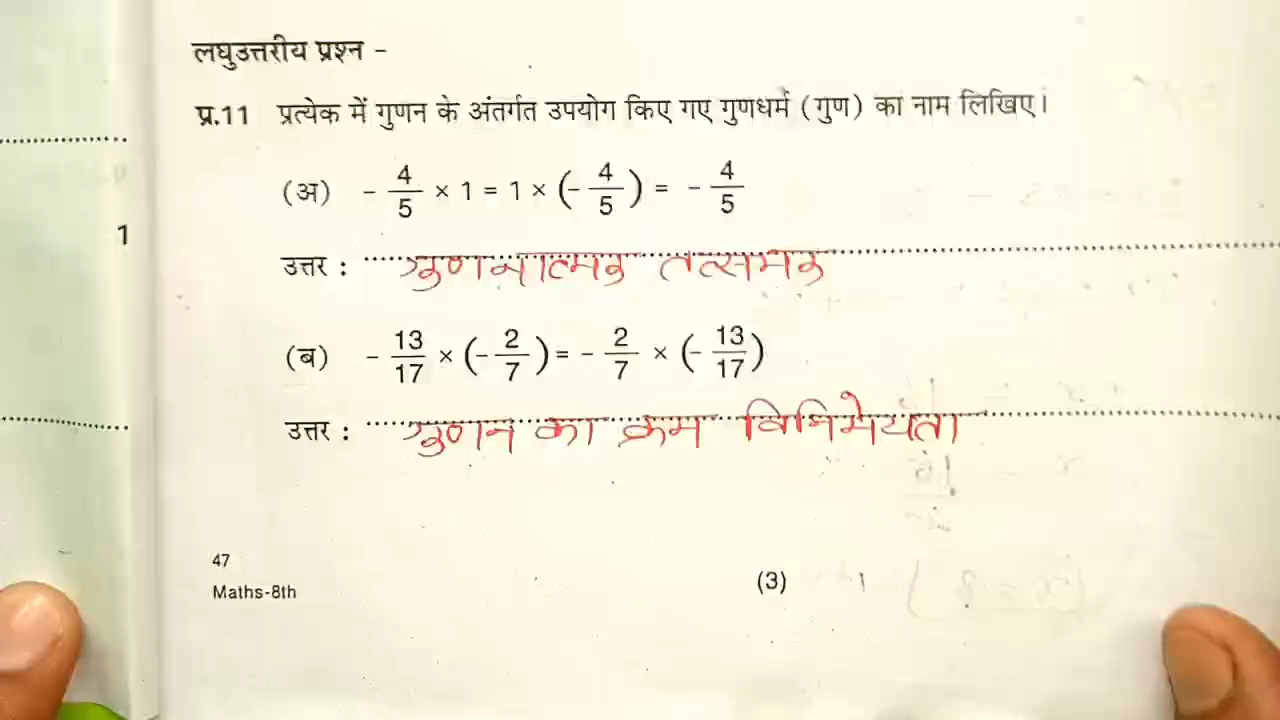 लघुउत्तरीय प्रश्न -
प्र.11 प्रत्येक में गुणन के अंतर्गत उपयोग किए गए गुणधर्म (गुण) का नाम लिखिए।
(अ) - 4/5 × 1 = 1 × (- 4/5) = - 4/5
1
उत्तर : गुणनात्मक तत्समक
(ब) - 13/17 × (- 2/7) = - 2/7 × (- 13/17)
उत्तर : गुणन का क्रम विनिमेयता
47
Maths-8th
(3)